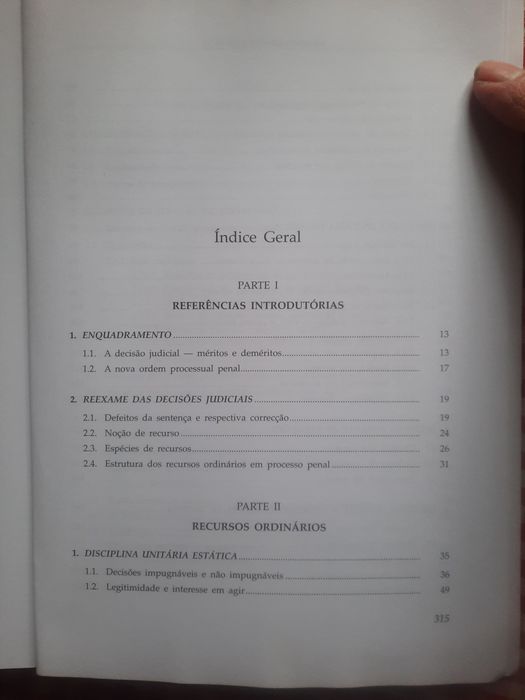 Índice Geral
PARTE I
REFERÊNCIAS INTRODUTÓRIAS
1. ENQUADRAMENTO 13
1.1. A decisão judicial — méritos e deméritos 13
1.2. A nova ordem processual penal 17
2. REEXAME DAS DECISÕES JUDICIAIS 19
2.1. Defeitos da sentença e respectiva correcção 19
2.2. Noção de recurso 24
2.3. Espécies de recursos 26
2.4. Estrutura dos recursos ordinários em processo penal 31
PARTE II
RECURSOS ORDINÁRIOS
1. DISCIPLINA UNITÁRIA ESTÁTICA 35
1.1. Decisões impugnáveis e não impugnáveis 36
1.2. Legitimidade e interesse em agir 49
315